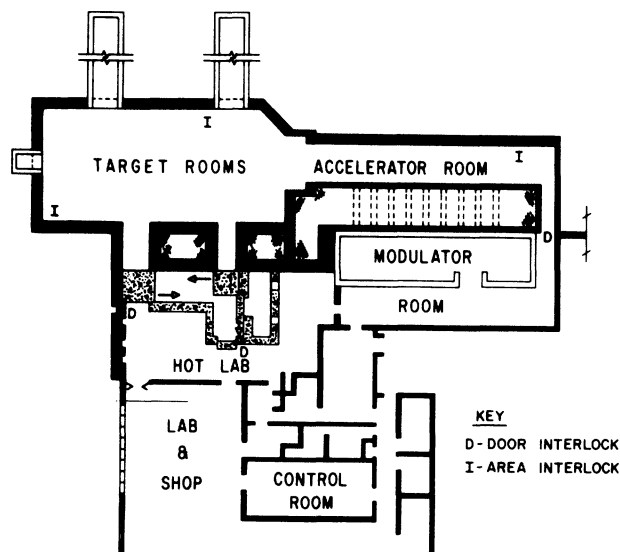 I
I
TARGET ROOMS
ACCELERATOR ROOM
I
D
MODULATOR
ROOM
D
D
HOT LAB
LAB
&
SHOP
CONTROL
ROOM
KEY
D-DOOR INTERLOCK
I-AREA INTERLOCK